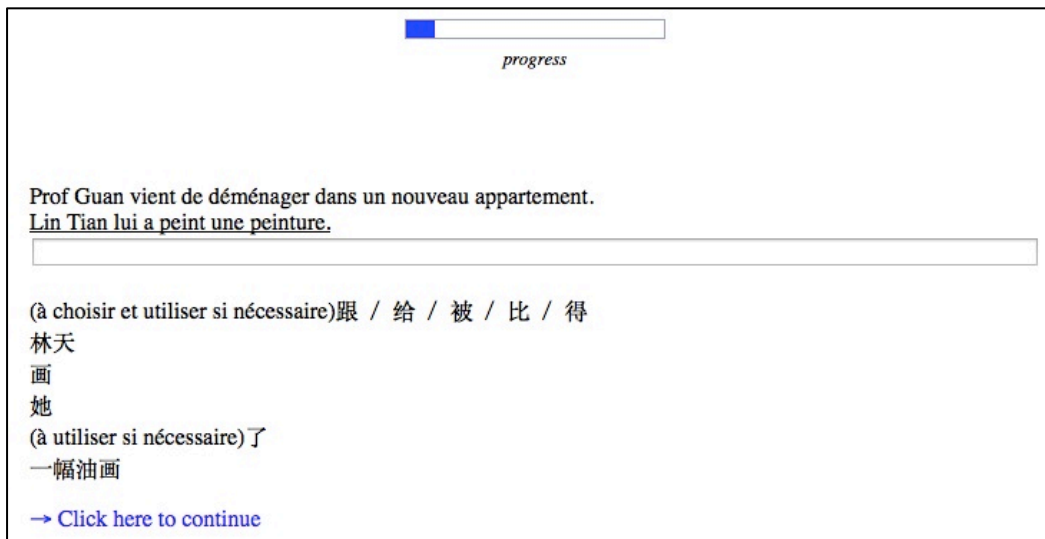 progress
Prof Guan vient de déménager dans un nouveau appartement.
Lin Tian lui a peint une peinture.
(à choisir et utiliser si nécessaire)跟 / 给 / 被 / 比 / 得
林天
画
她
(à utiliser si nécessaire)了
一幅油画
→ Click here to continue